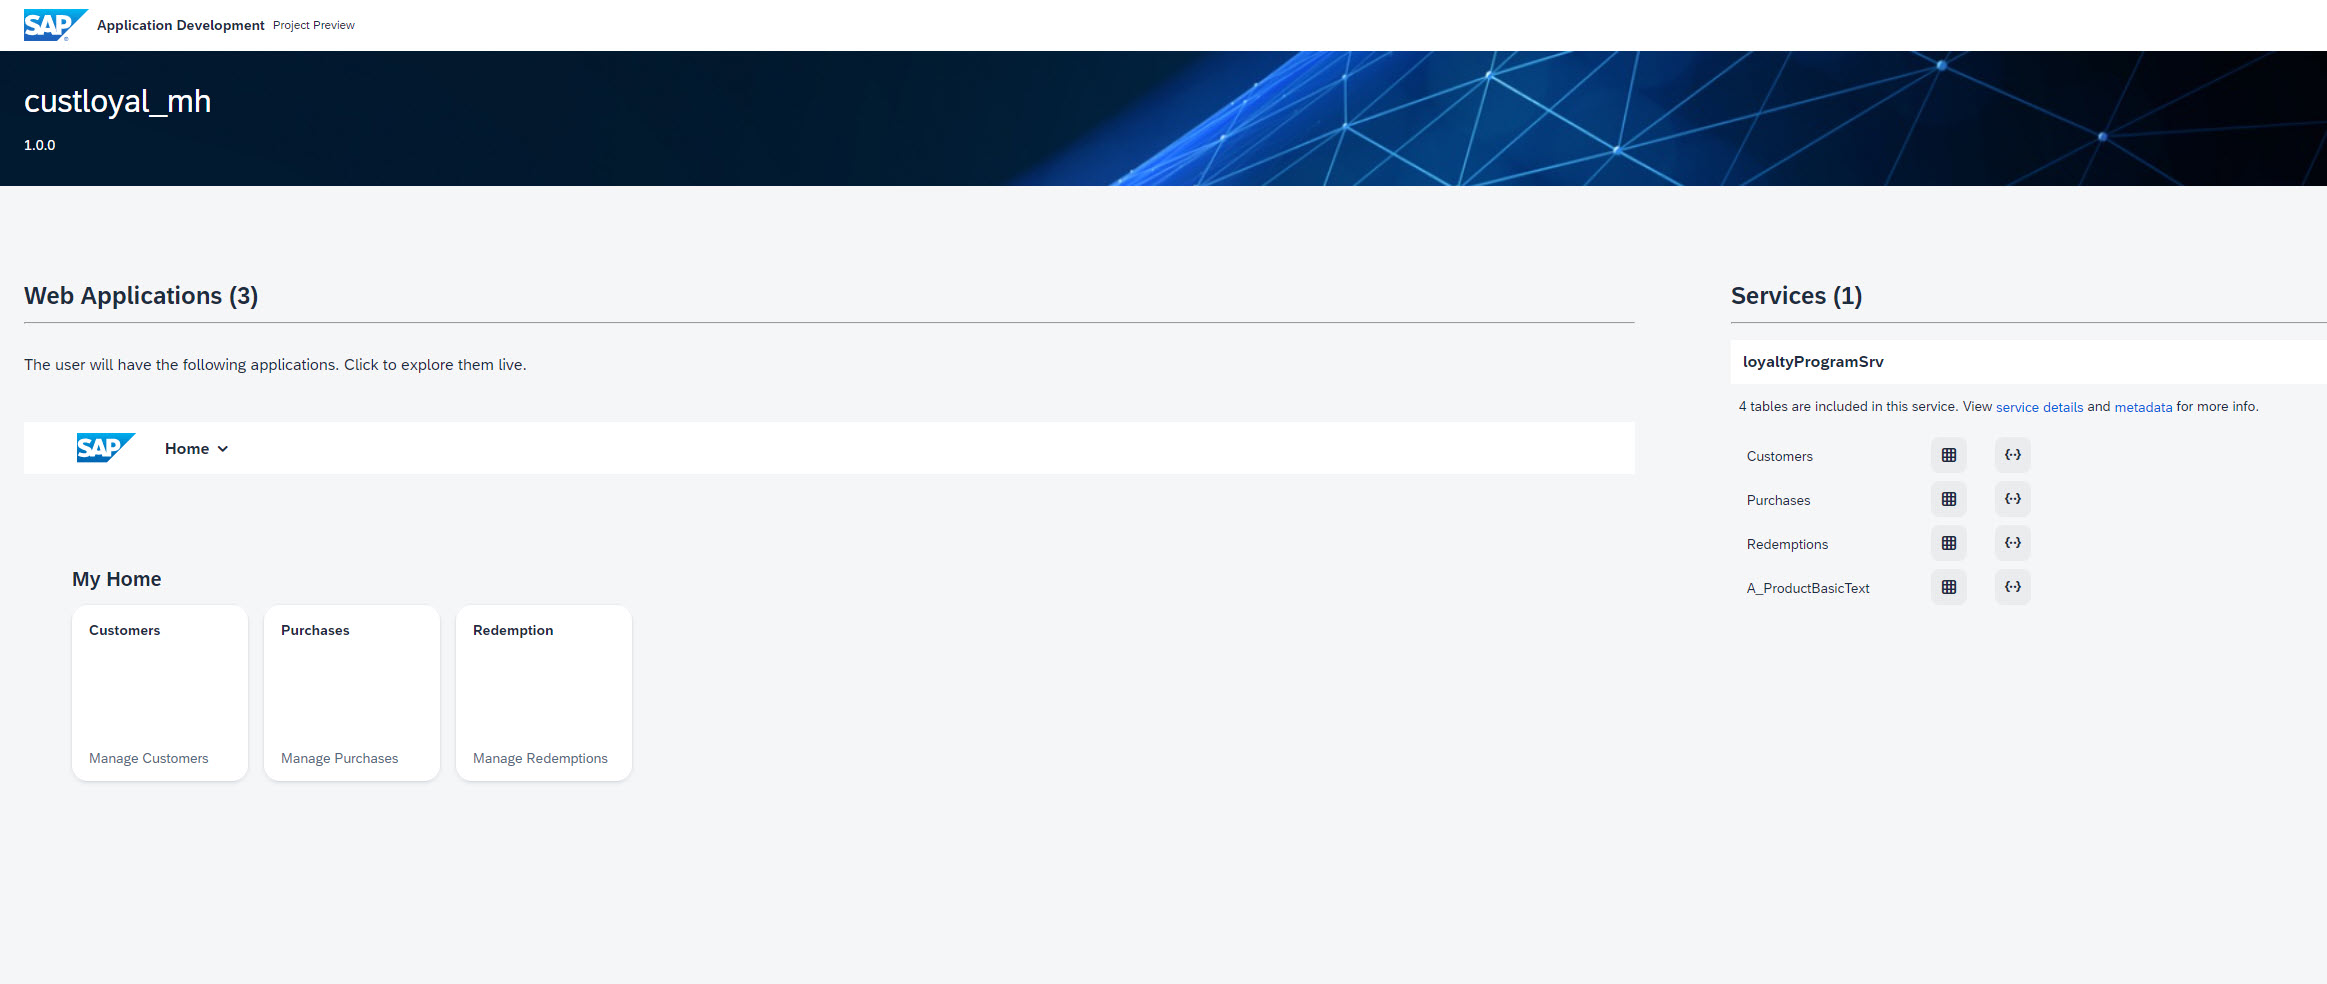 SAP Application Development Project Preview
custloyal_mh
1.0.0
Web Applications (3)
The user will have the following applications. Click to explore them live.
SAP Home
My Home
Customers
Manage Customers
Purchases
Manage Purchases
Redemption
Manage Redemptions
Services (1)
loyaltyProgramSrv
4 tables are included in this service. View service details and metadata for more info.
Customers
Purchases
Redemptions
A_ProductBasicText